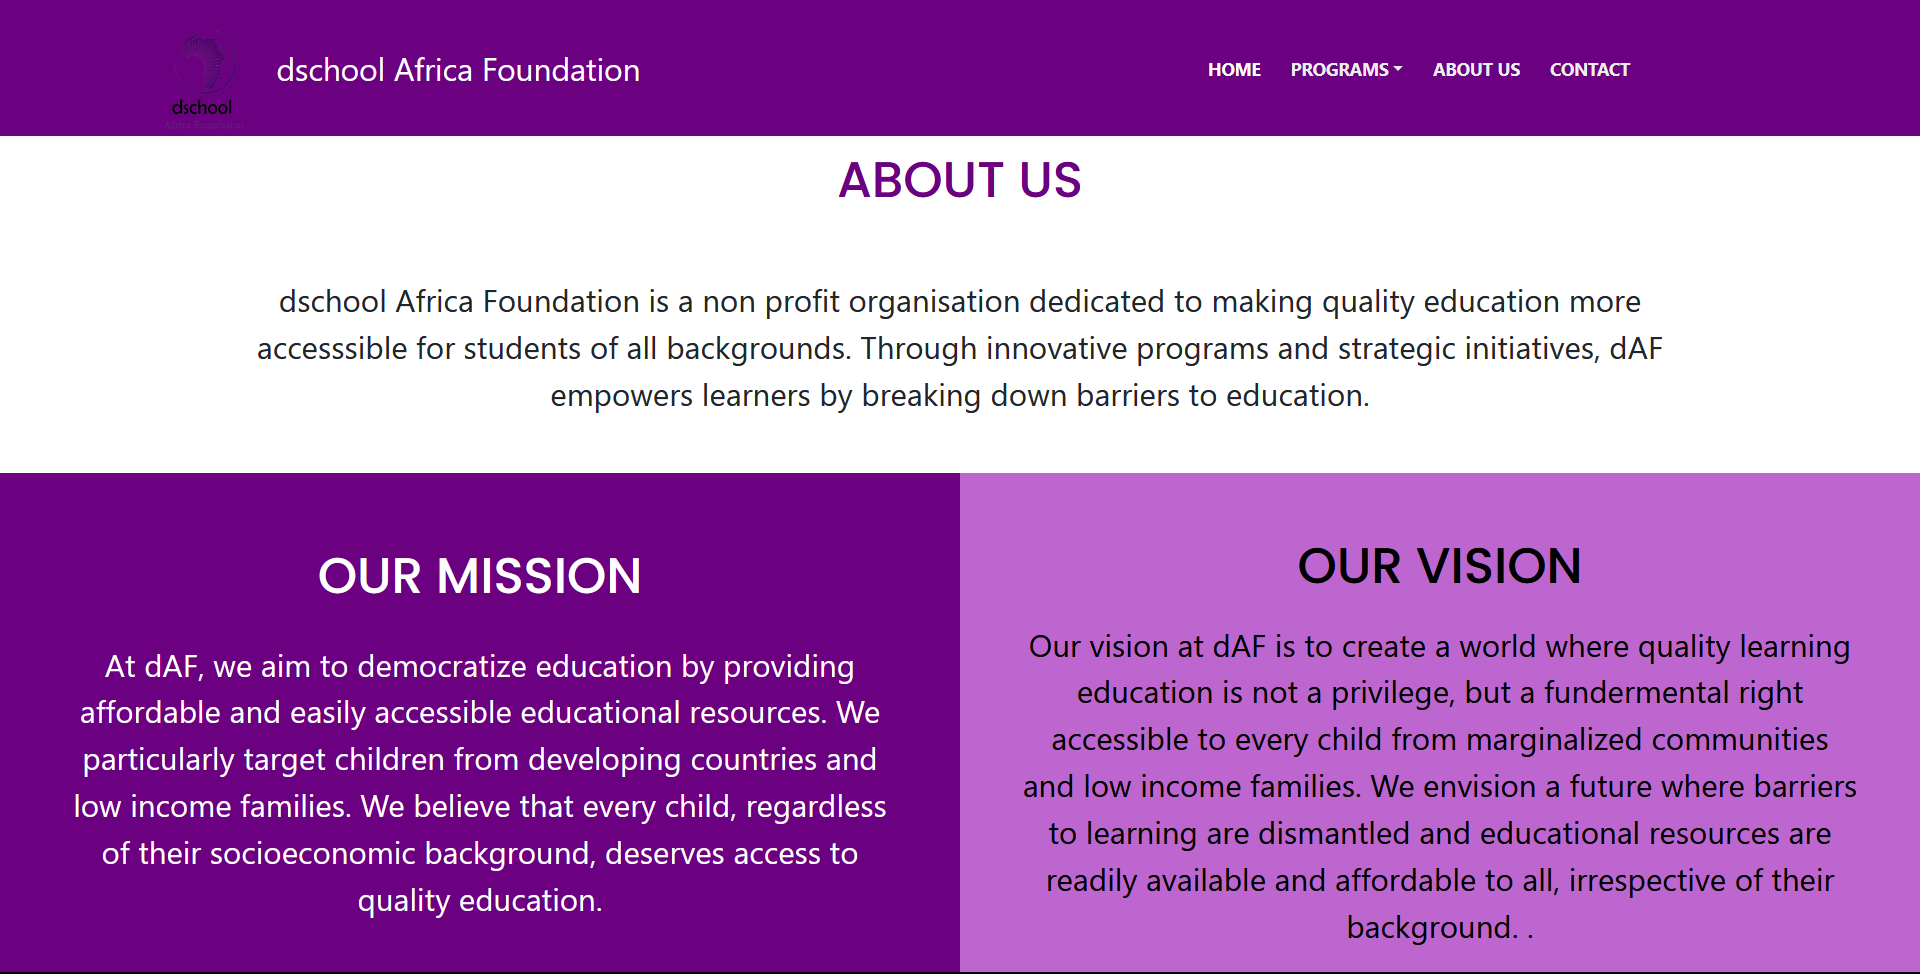 dschool
Africa Foundation
dschool Africa Foundation
HOME
PROGRAMS
ABOUT US
CONTACT
ABOUT US
dschool Africa Foundation is a non profit organisation dedicated to making quality education more
accesssible for students of all backgrounds. Through innovative programs and strategic initiatives, dAF
empowers learners by breaking down barriers to education.
OUR MISSION
At dAF, we aim to democratize education by providing
affordable and easily accessible educational resources. We
particularly target children from developing countries and
low income families. We believe that every child, regardless
of their socioeconomic background, deserves access to
quality education.
OUR VISION
Our vision at dAF is to create a world where quality learning
education is not a privilege, but a fundermental right
accessible to every child from marginalized communities
and low income families. We envision a future where barriers
to learning are dismantled and educational resources are
readily available and affordable to all, irrespective of their
background. .